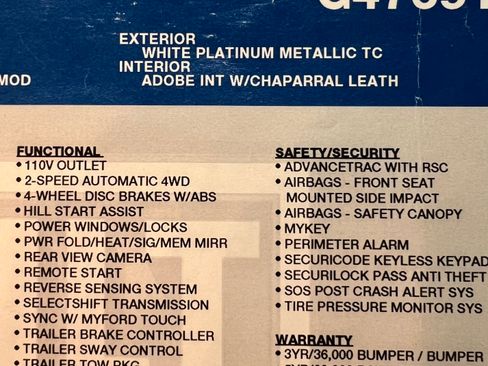 EXTERIOR
WHITE PLATINUM METALLIC TC
INTERIOR
MOD
ADOBE INT W/CHAPARRAL LEATH
FUNCTIONAL
• 110V OUTLET
• 2-SPEED AUTOMATIC 4WD
• 4-WHEEL DISC BRAKES W/ABS
• HILL START ASSIST
• POWER WINDOWS/LOCKS
• PWR FOLD/HEAT/SIG/MEM MIRR
• REAR VIEW CAMERA
• REMOTE START
• REVERSE SENSING SYSTEM
• SELECTSHIFT TRANSMISSION
• SYNC W/ MYFORD TOUCH
• TRAILER BRAKE CONTROLLER
• TRAILER SWAY CONTROL
• TRAILER TOW PKG
SAFETY/SECURITY
• ADVANCETRAC WITH RSC
• AIRBAGS - FRONT SEAT
MOUNTED SIDE IMPACT
• AIRBAGS - SAFETY CANOPY
• MYKEY
• PERIMETER ALARM
• SECURICODE KEYLESS KEYPAD
• SECURILOCK PASS ANTI THEFT
• SOS POST CRASH ALERT SYS
• TIRE PRESSURE MONITOR SYS
WARRANTY
• 3YR/36,000 BUMPER / BUMPER